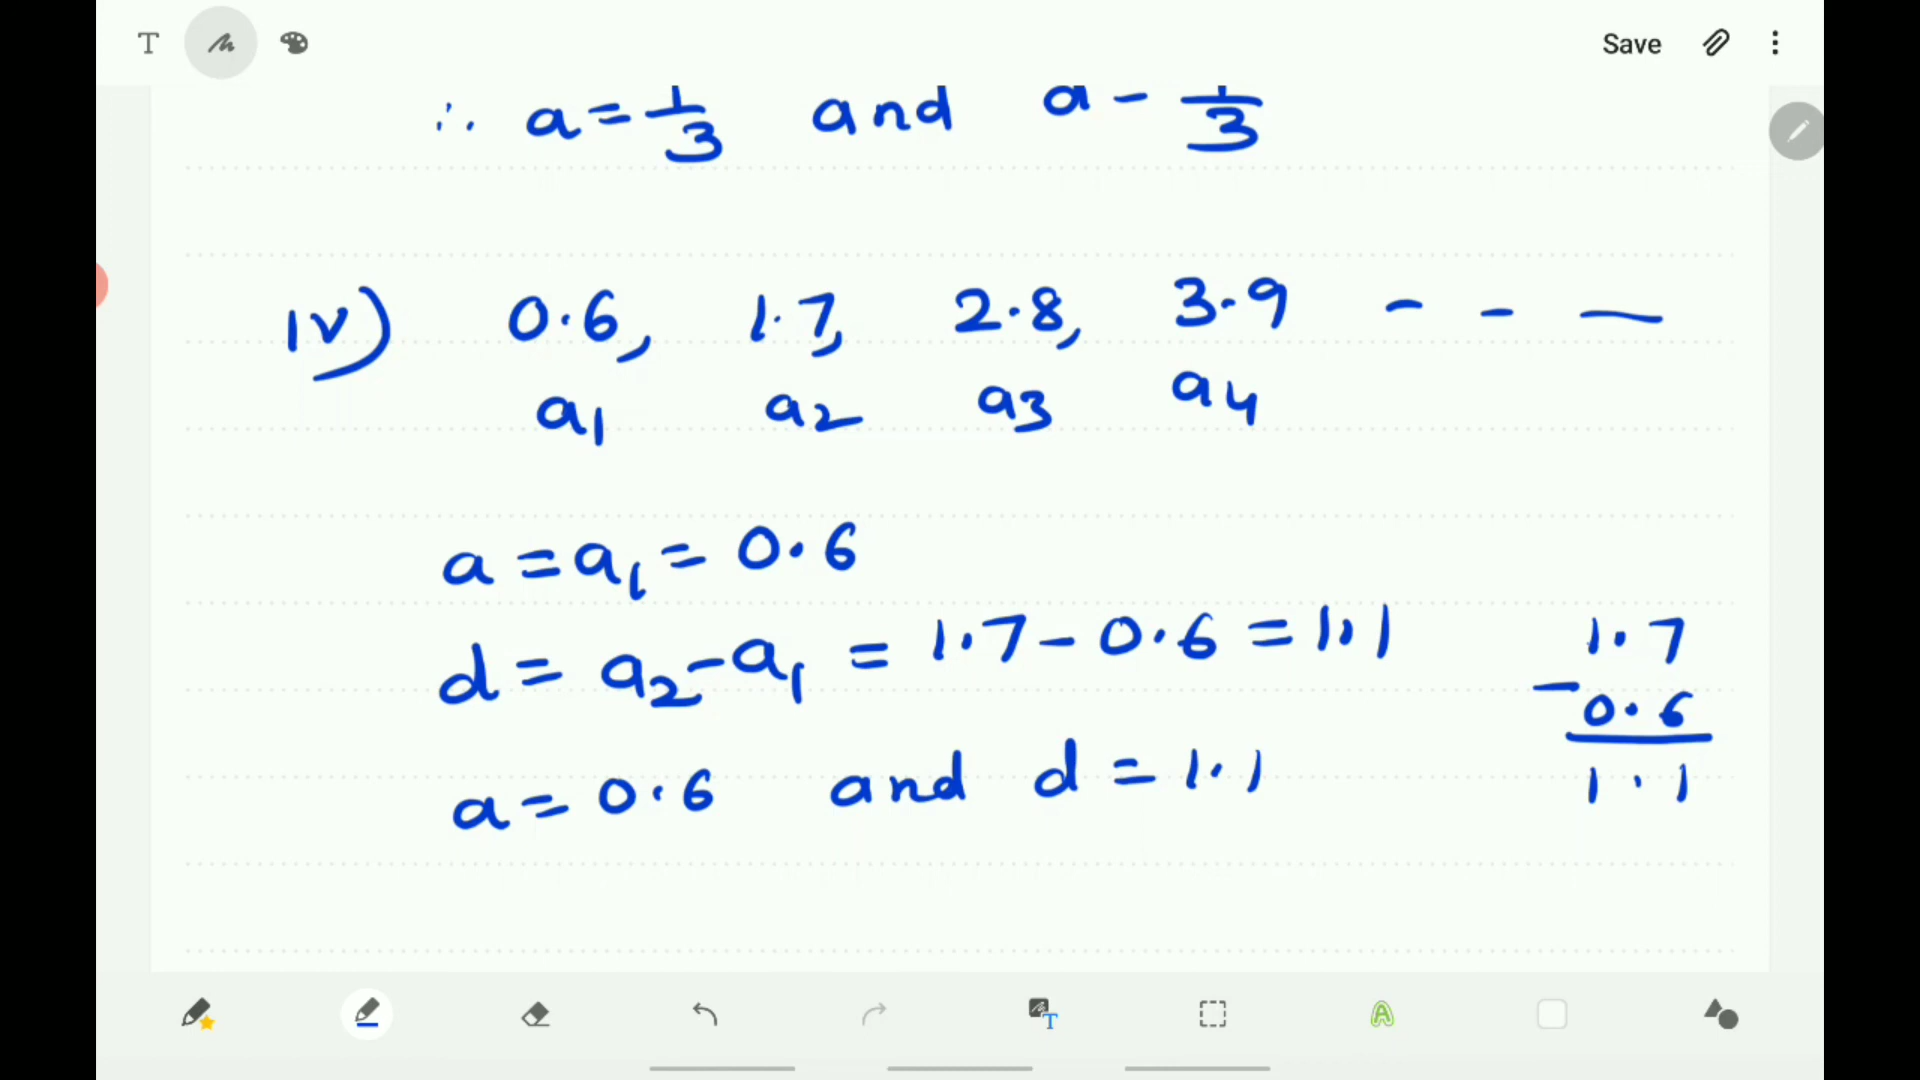 T Save
∴ a = 1/3 and a - 1/3
iv) 0.6, 1.7, 2.8, 3.9 - - —
a1 a2 a3 a4
a = a1 = 0.6
d = a2 - a1 = 1.7 - 0.6 = 1.1
a = 0.6 and d = 1.1
1.7
- 0.6
1.1
T A